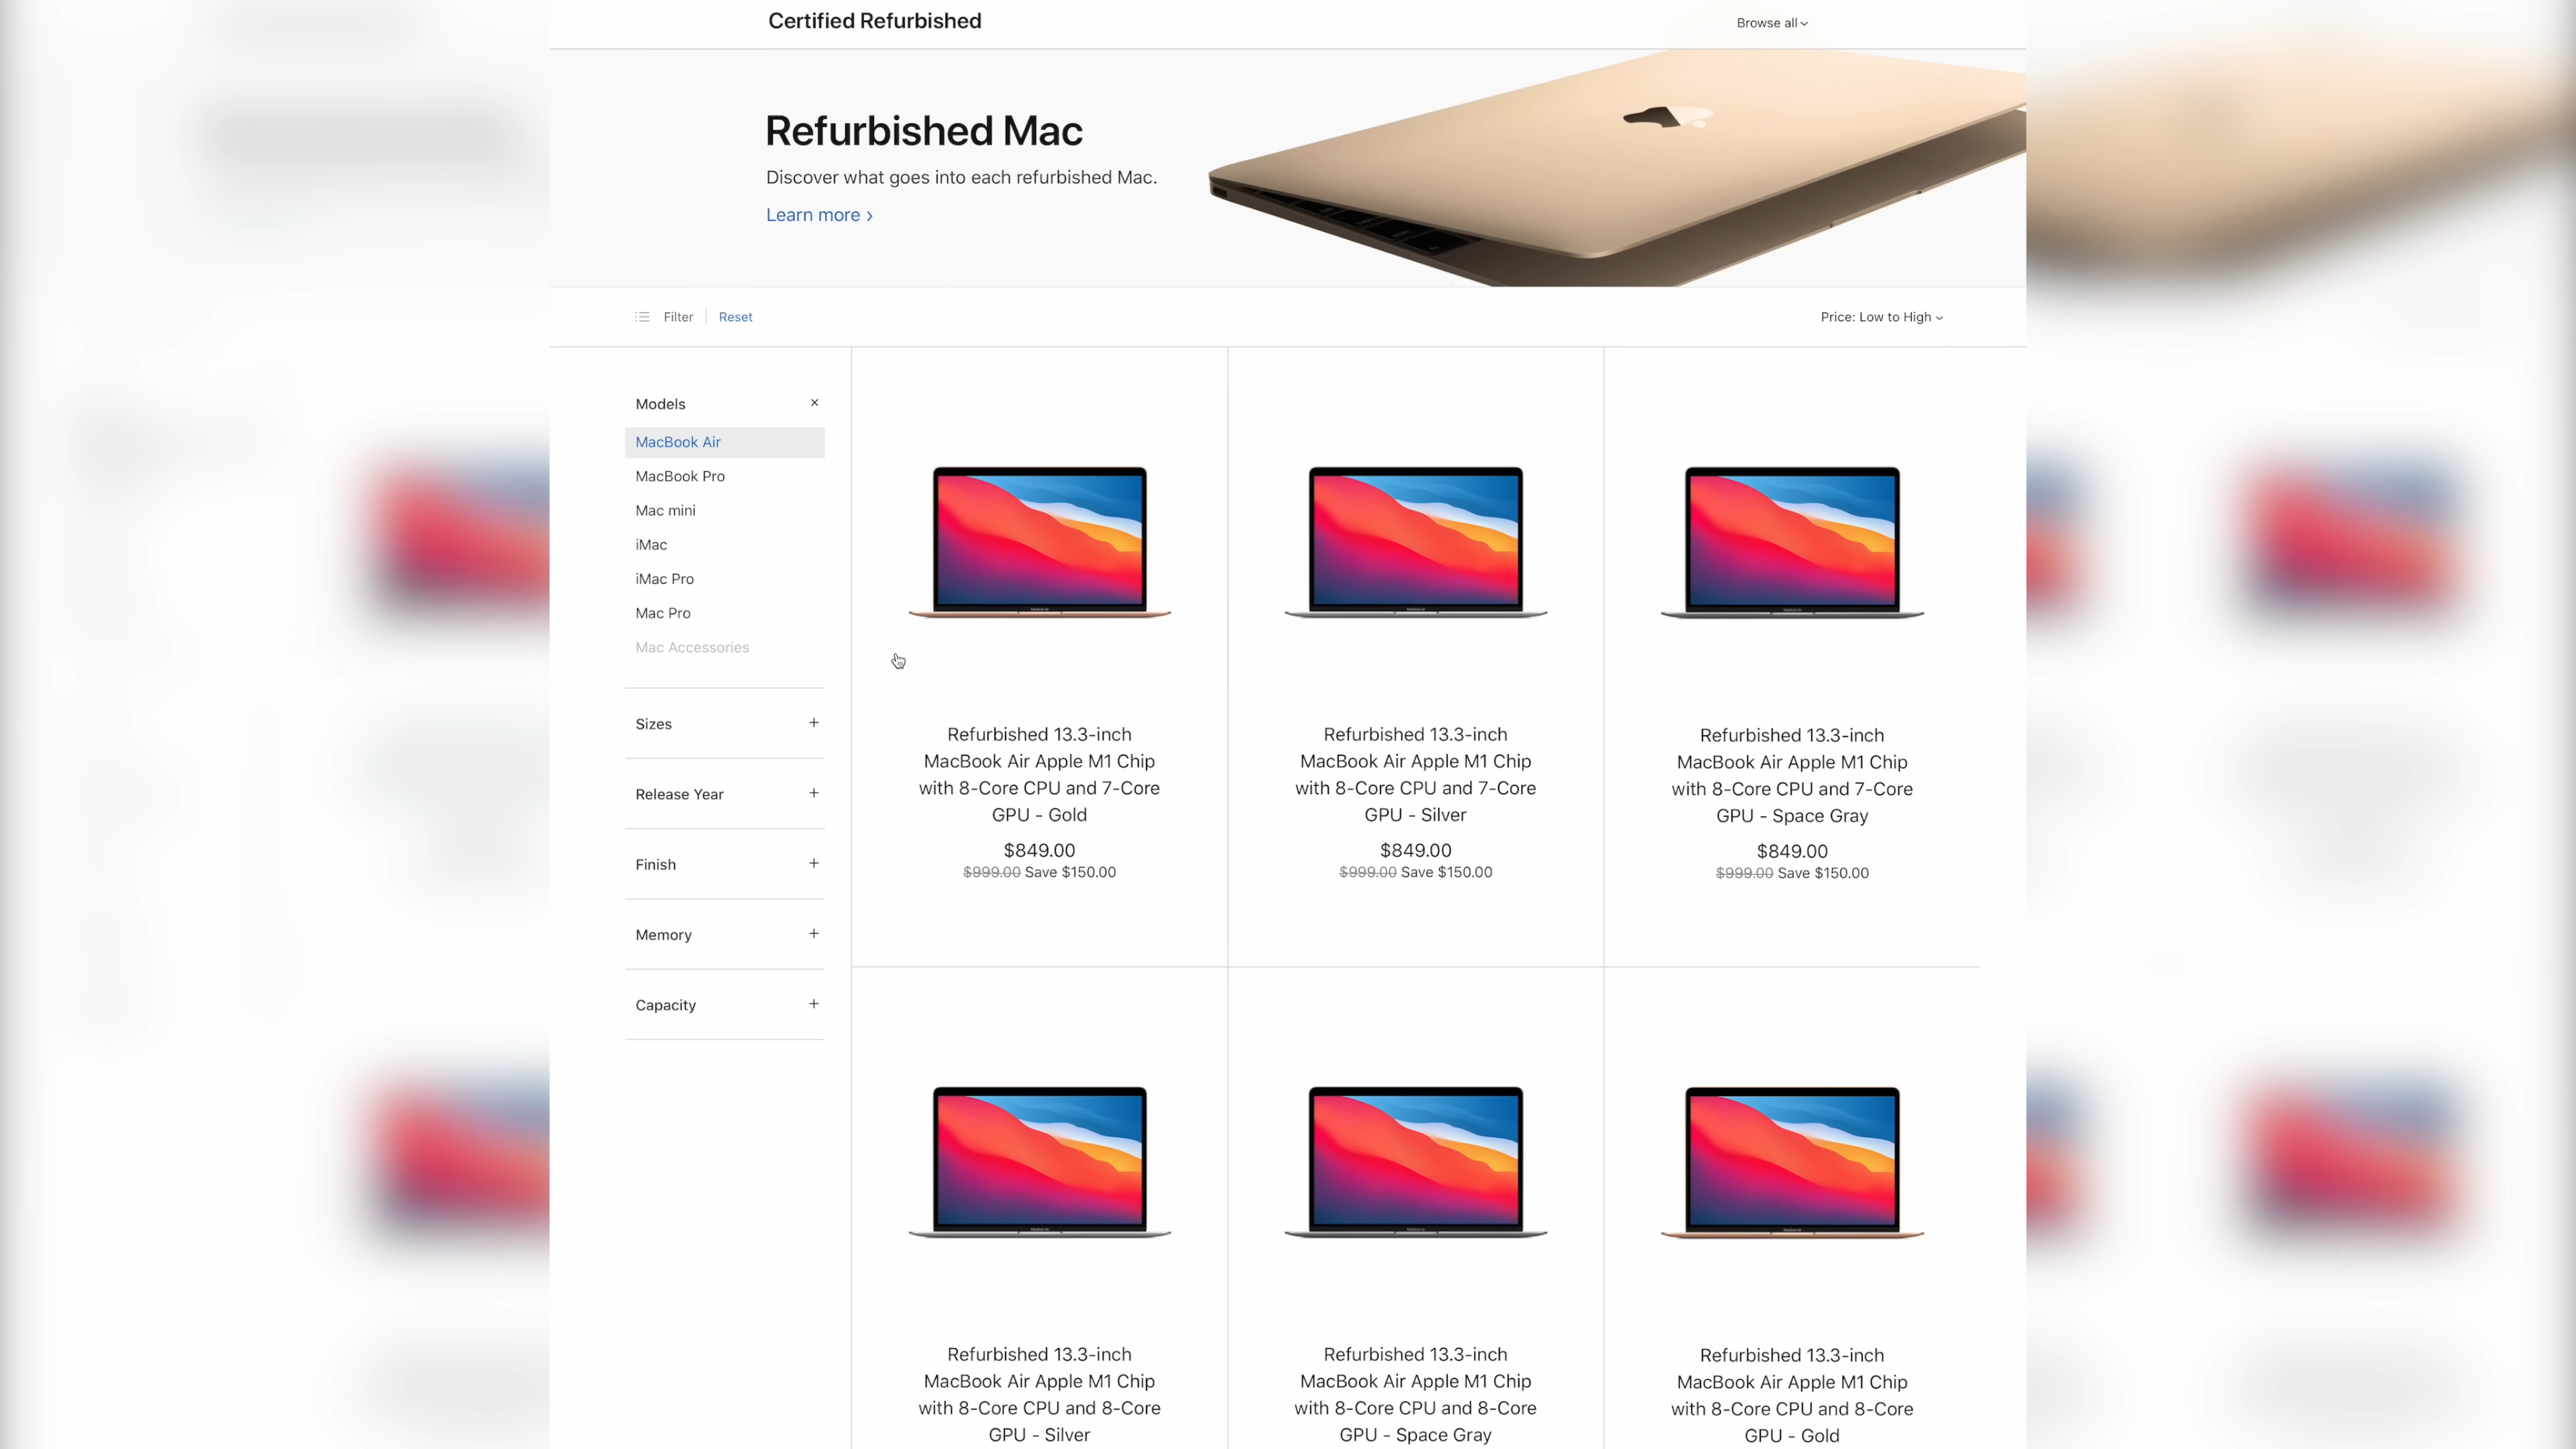 Certified Refurbished
Browse all
Refurbished Mac
Discover what goes into each refurbished Mac.
Learn more
Filter
Reset
Price: Low to High
Models
MacBook Air
MacBook Pro
Mac mini
iMac
iMac Pro
Mac Pro
Mac Accessories
Sizes
Release Year
Finish
Memory
Capacity
Refurbished 13.3-inch
MacBook Air Apple M1 Chip
with 8-Core CPU and 7-Core
GPU - Gold
$849.00
$999.00 Save $150.00
Refurbished 13.3-inch
MacBook Air Apple M1 Chip
with 8-Core CPU and 7-Core
GPU - Silver
$849.00
$999.00 Save $150.00
Refurbished 13.3-inch
MacBook Air Apple M1 Chip
with 8-Core CPU and 7-Core
GPU - Space Gray
$849.00
$999.00 Save $150.00
Refurbished 13.3-inch
MacBook Air Apple M1 Chip
with 8-Core CPU and 8-Core
GPU - Silver
Refurbished 13.3-inch
MacBook Air Apple M1 Chip
with 8-Core CPU and 8-Core
GPU - Space Gray
Refurbished 13.3-inch
MacBook Air Apple M1 Chip
with 8-Core CPU and 8-Core
GPU - Gold